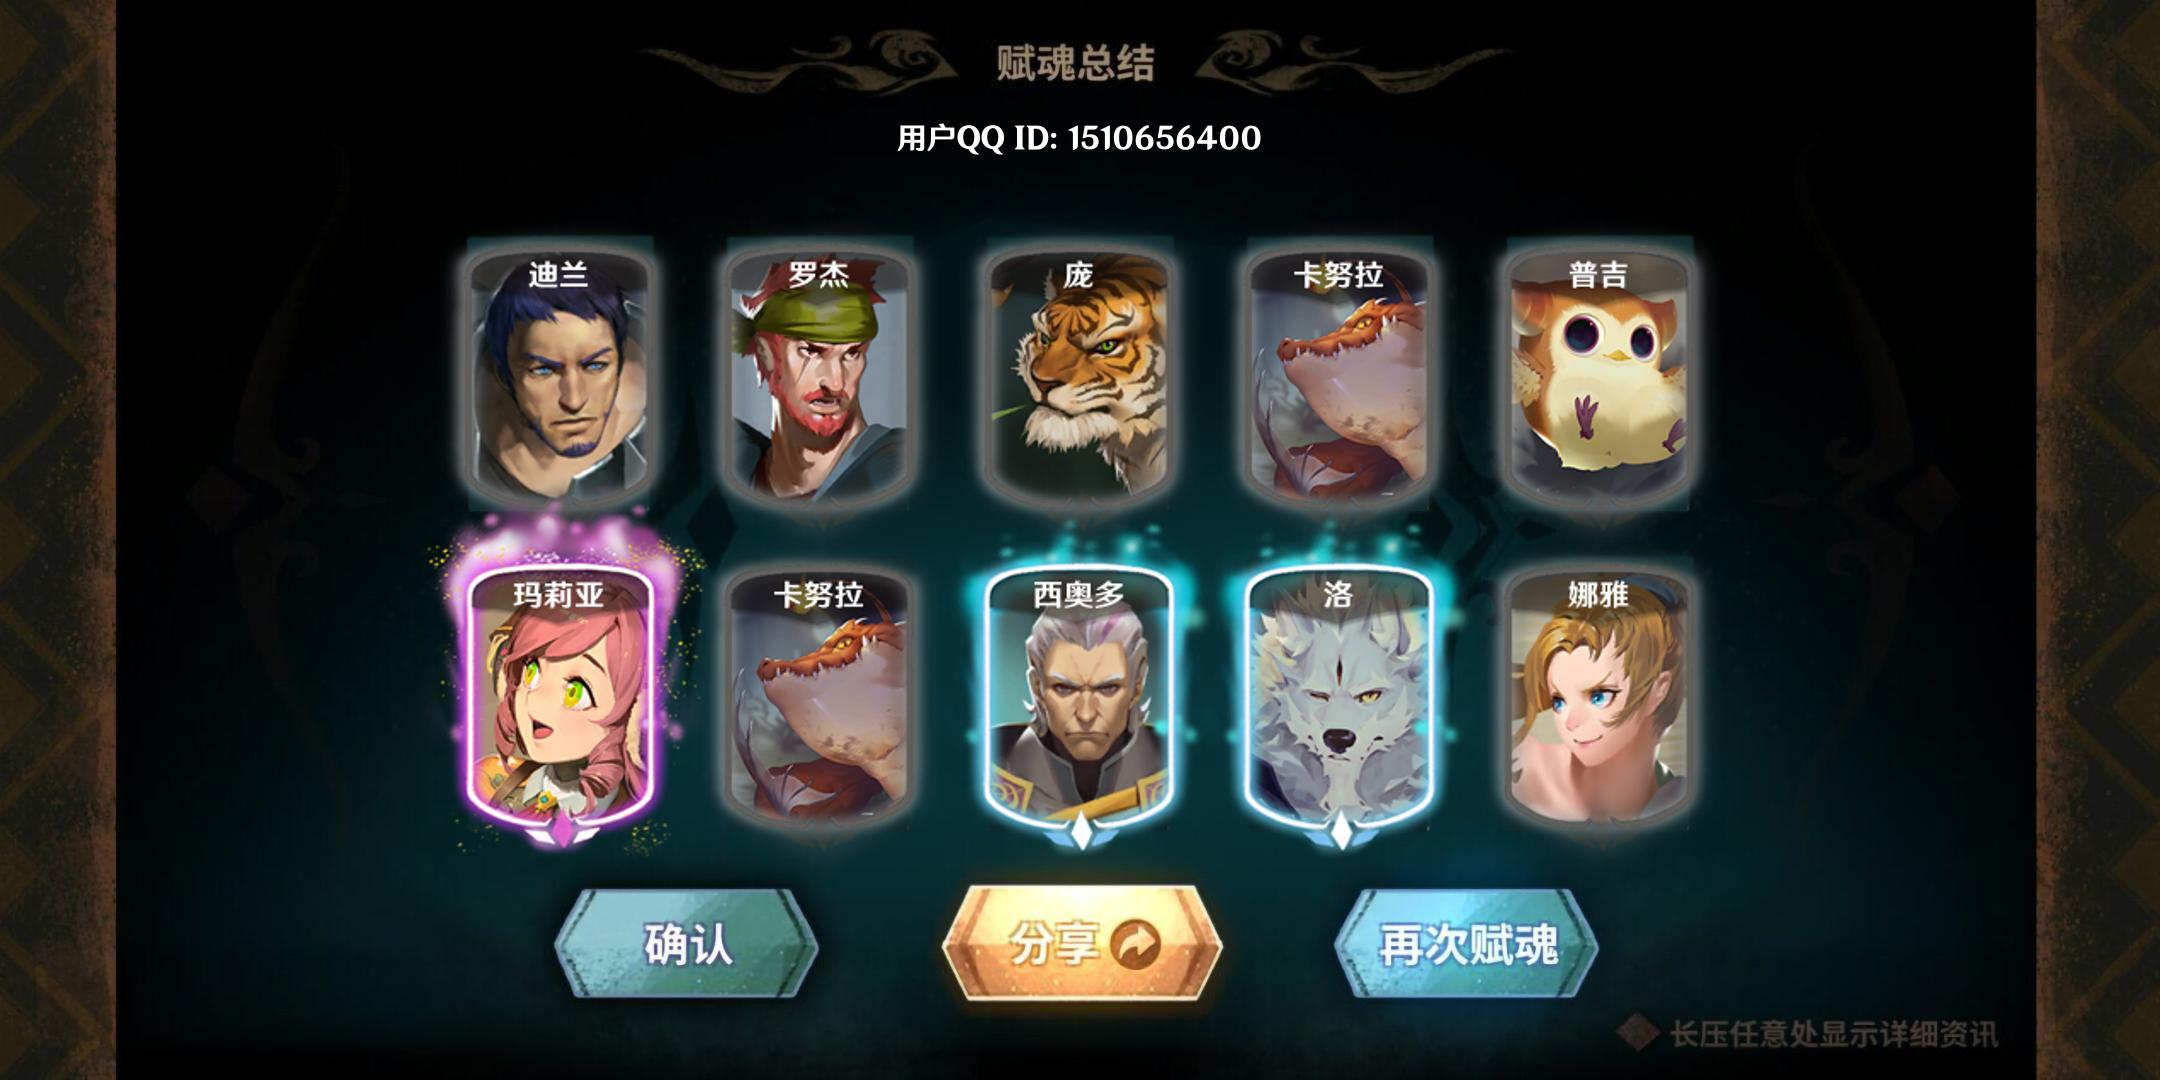 赋魂总结
用户QQ ID: 1510656400
迪兰
罗杰
庞
卡努拉
普吉
玛莉亚
卡努拉
西奥多
洛
娜雅
确认
分享
再次赋魂
长压任意处显示详细资讯